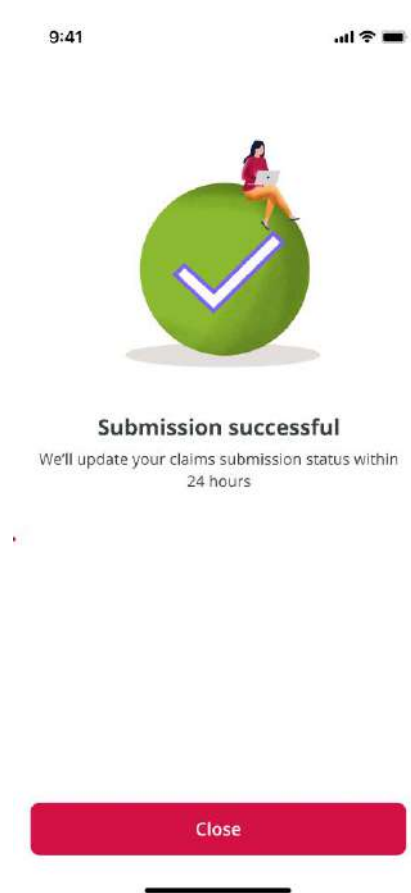 9:41
Submission successful
We'll update your claims submission status within
24 hours
Close